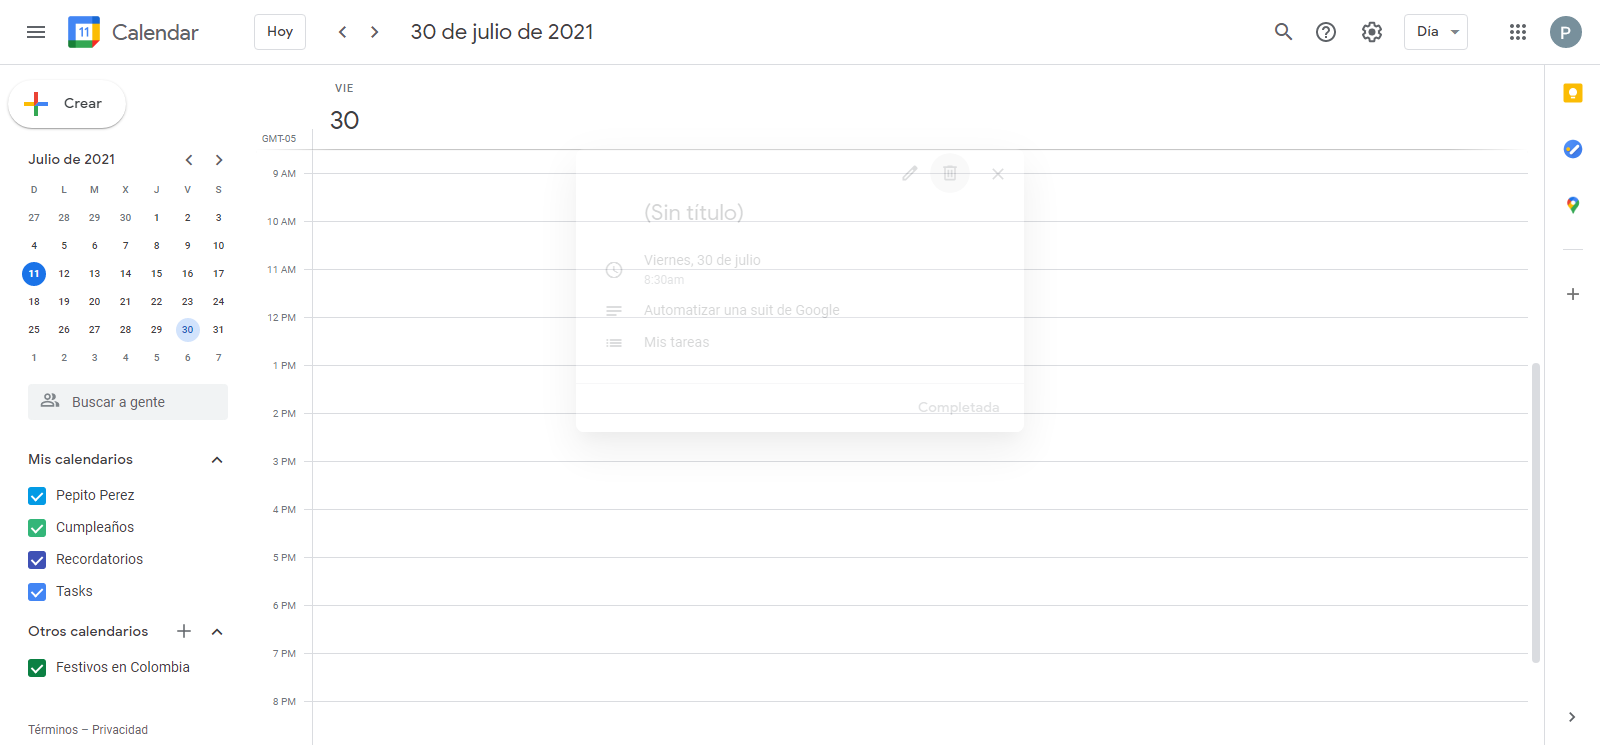 11 Calendar Hoy 30 de julio de 2021 Día P
Crear
Julio de 2021
D L M X J V S
27 28 29 30 1 2 3
4 5 6 7 8 9 10
11 12 13 14 15 16 17
18 19 20 21 22 23 24
25 26 27 28 29 30 31
1 2 3 4 5 6 7
Buscar a gente
Mis calendarios
Pepito Perez
Cumpleaños
Recordatorios
Tasks
Otros calendarios
Festivos en Colombia
Términos – Privacidad
VIE
30
GMT-05
9 AM
10 AM
11 AM
12 PM
1 PM
2 PM
3 PM
4 PM
5 PM
6 PM
7 PM
8 PM
(Sin título)
Viernes, 30 de julio
8:30am
Automatizar una suit de Google
Mis tareas
Completada